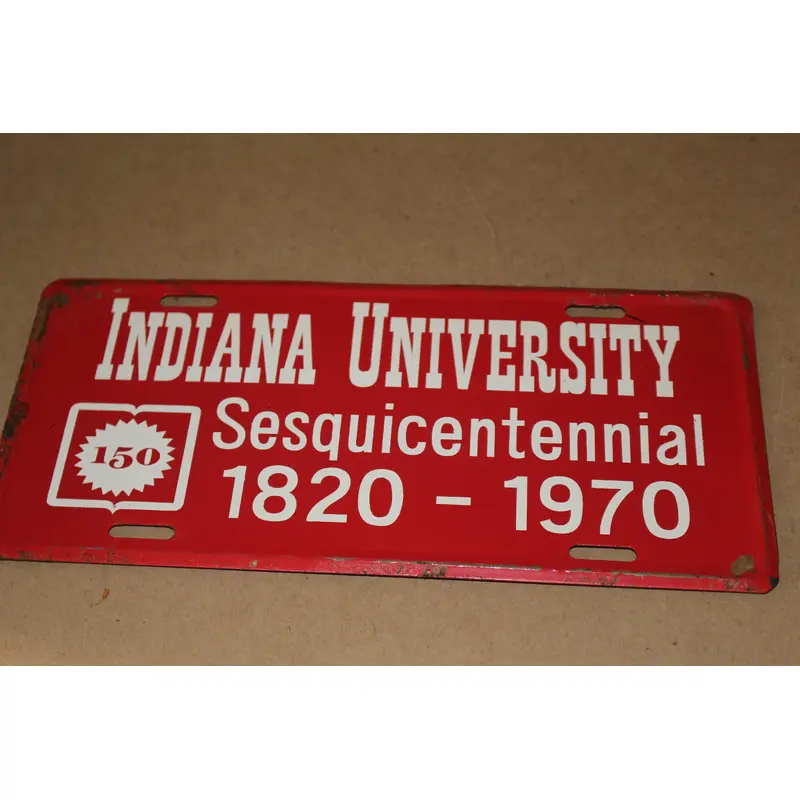 INDIANA UNIVERSITY
150
Sesquicentennial
1820 - 1970